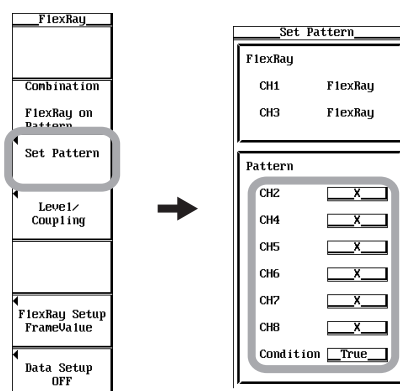 FlexRay
Combination
FlexRay on
Pattern
Set Pattern
Level/
Coupling
FlexRay Setup
FrameValue
Data Setup
OFF
Set Pattern
FlexRay
CH1 FlexRay
CH3 FlexRay
Pattern
CH2 X
CH4 X
CH5 X
CH6 X
CH7 X
CH8 X
Condition True